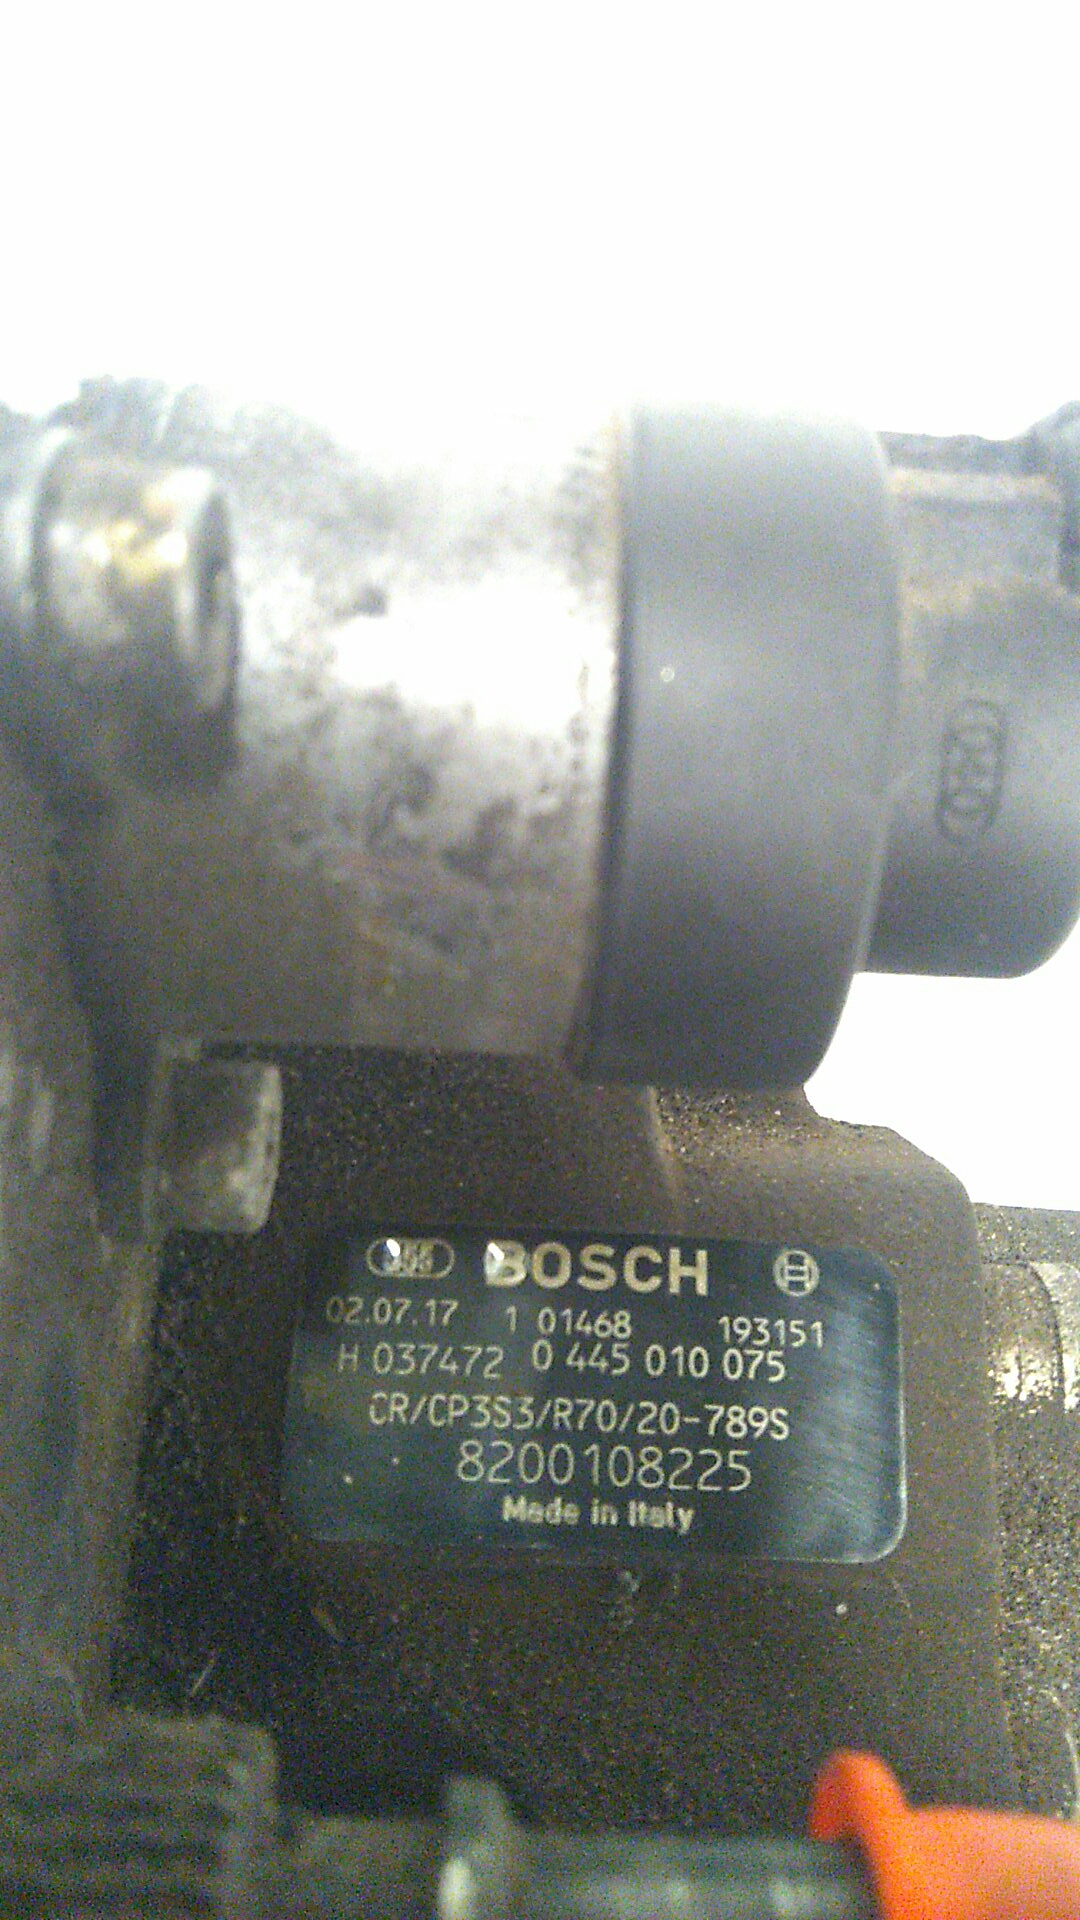 BOSCH
02.07.17 1 01468 193151
H 037472 0 445 010 075
CR/CP3S3/R70/20-789S
8200108225
Made in Italy